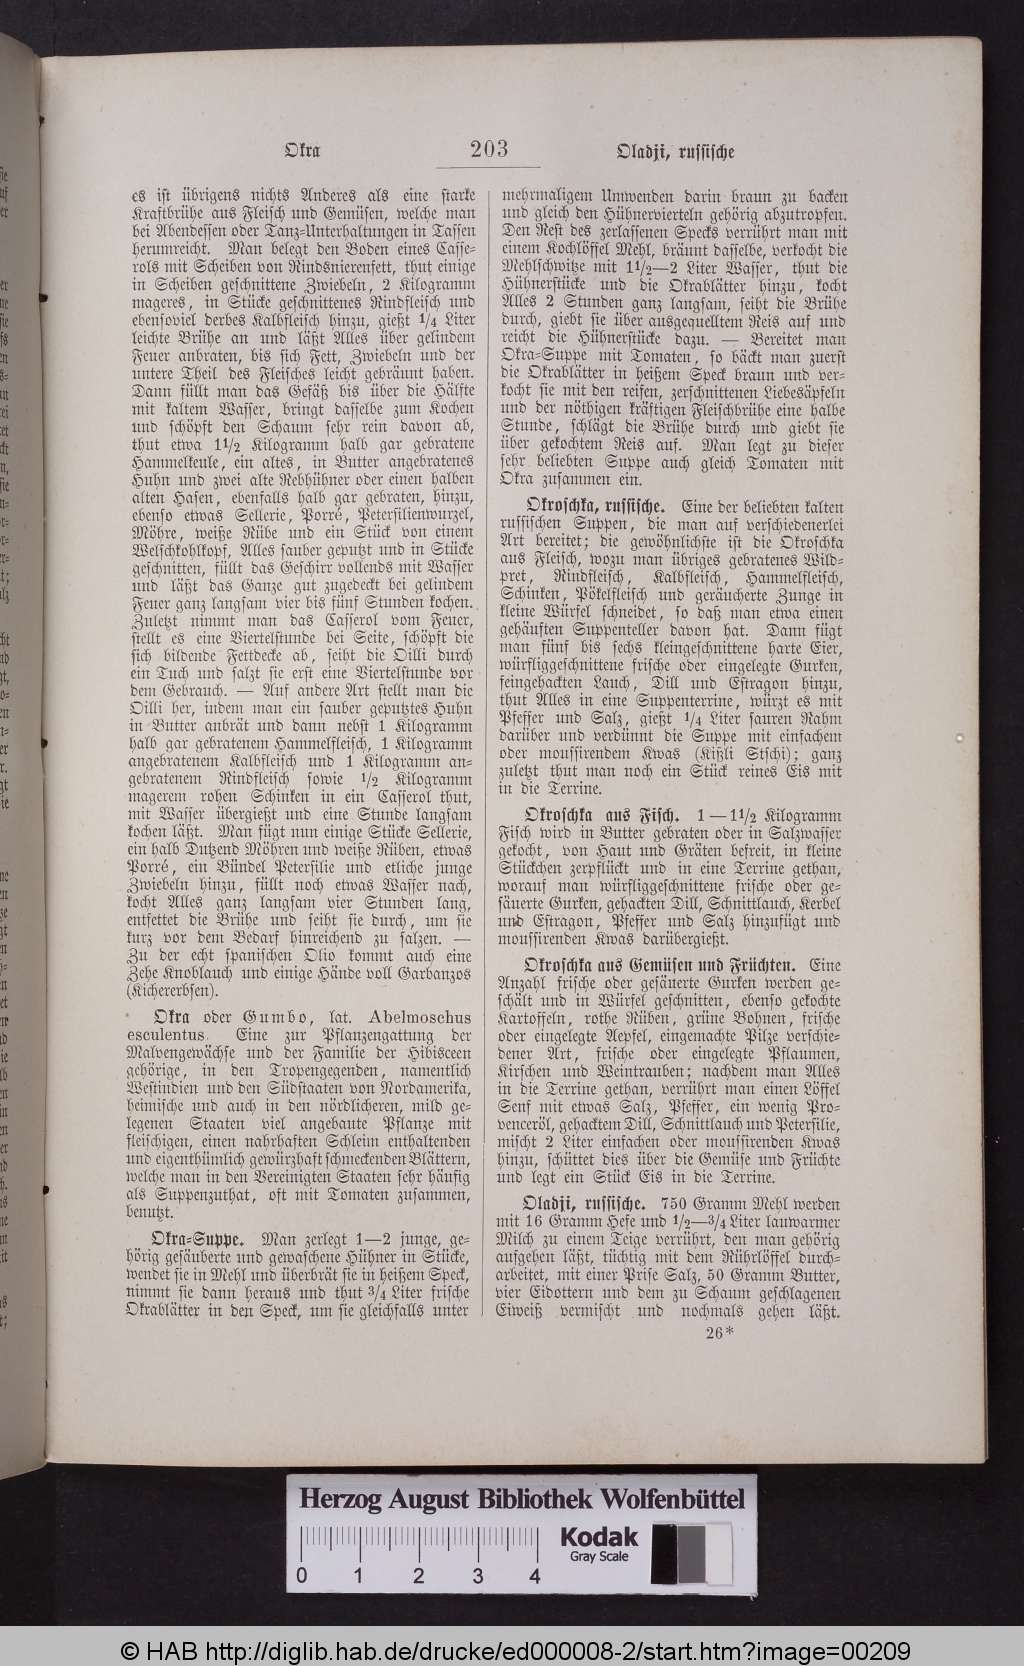 Okra
203
Oladji, russische
es ist übrigens nichts Anderes als eine starke
Kraftbrühe aus Fleisch und Gemüsen, welche man
bei Abendessen oder Tanz-Unterhaltungen in Tassen
herumreicht. Man belegt den Boden eines Casse-
rols mit Scheiben von Rindsnierenfett, thut einige
in Scheiben geschnittene Zwiebeln, 2 Kilogramm
mageres, in Stücke geschnittenes Rindfleisch und
ebensoviel derbes Kalbfleisch hinzu, gießt 1/4 Liter
leichte Brühe an und läßt Alles über gelindem
Feuer anbraten, bis sich Fett, Zwiebeln und der
untere Theil des Fleisches leicht gebräunt haben.
Dann füllt man das Gefäß bis über die Hälfte
mit kaltem Wasser, bringt dasselbe zum Kochen
und schöpft den Schaum sehr rein davon ab,
thut etwa 1 1/2 Kilogramm halb gar gebratene
Hammelkeule, ein altes, in Butter angebratenes
Huhn und zwei alte Rebhühner oder einen halben
alten Hasen, ebenfalls halb gar gebraten, hinzu,
ebenso etwas Sellerie, Porré, Petersilienwurzel,
Möhre, weiße Rübe und ein Stück von einem
Welschkohlkopf, Alles sauber geputzt und in Stücke
geschnitten, füllt das Geschirr vollends mit Wasser
und läßt das Ganze gut zugedeckt bei gelindem
Feuer ganz langsam vier bis fünf Stunden kochen.
Zuletzt nimmt man das Casserol vom Feuer,
stellt es eine Viertelstunde bei Seite, schöpft die
sich bildende Fettdecke ab, seiht die Oilli durch
ein Tuch und salzt sie erst eine Viertelstunde vor
dem Gebrauch. — Auf andere Art stellt man die
Oilli her, indem man ein sauber geputztes Huhn
in Butter anbrät und dann nebst 1 Kilogramm
halb gar gebratenem Hammelfleisch, 1 Kilogramm
angebratenem Kalbfleisch und 1 Kilogramm an-
gebratenem Rindfleisch sowie 1/2 Kilogramm
magerem rohen Schinken in ein Casserol thut,
mit Wasser übergießt und eine Stunde langsam
kochen läßt. Man fügt nun einige Stücke Sellerie,
ein halb Dutzend Möhren und weiße Rüben, etwas
Porré, ein Bündel Petersilie und etliche junge
Zwiebeln hinzu, füllt noch etwas Wasser nach,
kocht Alles ganz langsam vier Stunden lang,
entfettet die Brühe und seiht sie durch, um sie
kurz vor dem Bedarf hinreichend zu salzen. —
Zu der echt spanischen Olio kommt auch eine
Zehe Knoblauch und einige Hände voll Garbanzos
(Kichererbsen).
Okra oder Gumbo, lat. Abelmoschus
esculentus. Eine zur Pflanzengattung der
Malvengewächse und der Familie der Hibisceen
gehörige, in den Tropengegenden, namentlich
Westindien und den Südstaaten von Nordamerika,
heimische und auch in den nördlicheren, mild ge-
legenen Staaten viel angebaute Pflanze mit
fleischigen, einen nahrhaften Schleim enthaltenden
und eigenthümlich gewürzhaft schmeckenden Blättern,
welche man in den Vereinigten Staaten sehr häufig
als Suppenzuthat, oft mit Tomaten zusammen,
benutzt.
Okra-Suppe. Man zerlegt 1—2 junge, ge-
hörig gesäuberte und gewaschene Hühner in Stücke,
wendet sie in Mehl und überbrät sie in heißem Speck,
nimmt sie dann heraus und thut 3/4 Liter frische
Okrablätter in den Speck, um sie gleichfalls unter
mehrmaligem Umwenden darin braun zu backen
und gleich den Hühnervierteln gehörig abzutropfen.
Den Rest des zerlassenen Specks verrührt man mit
einem Kochlöffel Mehl, bräunt dasselbe, verkocht die
Mehlschwitze mit 1 1/2—2 Liter Wasser, thut die
Hühnerstücke und die Okrablätter hinzu, kocht
Alles 2 Stunden ganz langsam, seiht die Brühe
durch, giebt sie über ausgequelltem Reis auf und
reicht die Hühnerstücke dazu. — Bereitet man
Okra-Suppe mit Tomaten, so bäckt man zuerst
die Okrablätter in heißem Speck braun und ver-
kocht sie mit den reifen, zerschnittenen Liebesäpfeln
und der nöthigen kräftigen Fleischbrühe eine halbe
Stunde, schlägt die Brühe durch und giebt sie
über gekochtem Reis auf. Man legt zu dieser
sehr beliebten Suppe auch gleich Tomaten mit
Okra zusammen ein.
Okroschka, russische. Eine der beliebten kalten
russischen Suppen, die man auf verschiedenerlei
Art bereitet; die gewöhnlichste ist die Okroschka
aus Fleisch, wozu man übriges gebratenes Wild-
pret, Rindfleisch, Kalbfleisch, Hammelfleisch,
Schinken, Pökelfleisch und geräucherte Zunge in
kleine Würfel schneidet, so daß man etwa einen
gehäuften Suppenteller davon hat. Dann fügt
man fünf bis sechs kleingeschnittene harte Eier,
würfliggeschnittene frische oder eingelegte Gurken,
feingehackten Lauch, Dill und Estragon hinzu,
thut Alles in eine Suppenterrine, würzt es mit
Pfeffer und Salz, gießt 1/4 Liter sauren Rahm
darüber und verdünnt die Suppe mit einfachem
oder moussirendem Kwas (Kißli Stschi); ganz
zuletzt thut man noch ein Stück reines Eis mit
in die Terrine.
Okroschka aus Fisch. 1 — 1 1/2 Kilogramm
Fisch wird in Butter gebraten oder in Salzwasser
gekocht, von Haut und Gräten befreit, in kleine
Stückchen zerpflückt und in eine Terrine gethan,
worauf man würfliggeschnittene frische oder ge-
säuerte Gurken, gehackten Dill, Schnittlauch, Kerbel
und Estragon, Pfeffer und Salz hinzufügt und
moussirenden Kwas darübergießt.
Okroschka aus Gemüsen und Früchten. Eine
Anzahl frische oder gesäuerte Gurken werden ge-
schält und in Würfel geschnitten, ebenso gekochte
Kartoffeln, rothe Rüben, grüne Bohnen, frische
oder eingelegte Aepfel, eingemachte Pilze verschie-
dener Art, frische oder eingelegte Pflaumen,
Kirschen und Weintrauben; nachdem man Alles
in die Terrine gethan, verrührt man einen Löffel
Senf mit etwas Salz, Pfeffer, ein wenig Pro-
venceröl, gehacktem Dill, Schnittlauch und Petersilie,
mischt 2 Liter einfachen oder moussirenden Kwas
hinzu, schüttet dies über die Gemüse und Früchte
und legt ein Stück Eis in die Terrine.
Oladji, russische. 750 Gramm Mehl werden
mit 16 Gramm Hefe und 1/2—3/4 Liter lauwarmer
Milch zu einem Teige verrührt, den man gehörig
aufgehen läßt, tüchtig mit dem Rührlöffel durch-
arbeitet, mit einer Prise Salz, 50 Gramm Butter,
vier Eidottern und dem zu Schaum geschlagenen
Eiweiß vermischt und nochmals gehen läßt.
26*
Herzog August Bibliothek Wolfenbüttel
Kodak
Gray Scale
0 1 2 3 4
© HAB http://diglib.hab.de/drucke/ed000008-2/start.htm?image=00209